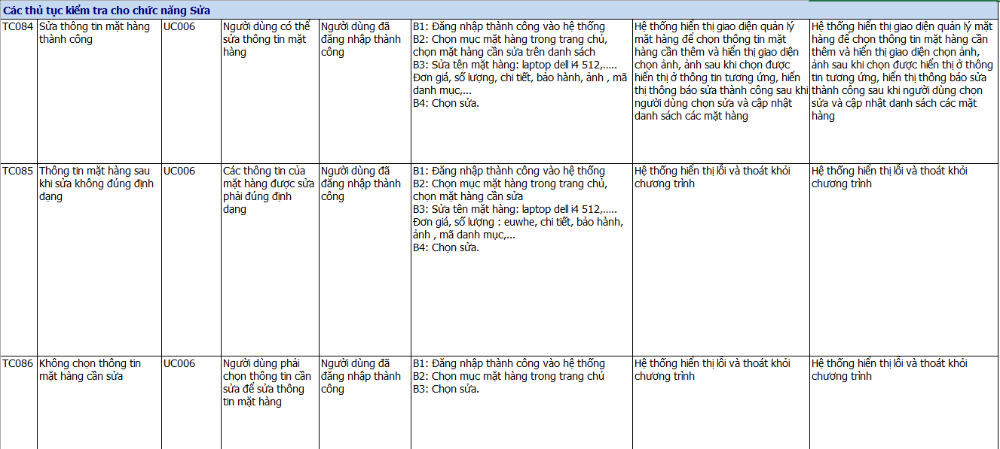 Các thủ tục kiểm tra cho chức năng Sửa
TC084
Sửa thông tin mặt hàng
thành công
UC006
Người dùng có thể
sửa thông tin mặt
hàng
Người dùng đã
đăng nhập thành
công
B1: Đăng nhập thành công vào hệ thống
B2: Chọn mục mặt hàng trong trang chủ,
chọn mặt hàng cần sửa trên danh sách
B3: Sửa tên mặt hàng: laptop dell i4 512,.....
Đơn giá, số lượng, chi tiết, bảo hành, ảnh , mã
danh mục,...
B4: Chọn sửa.
Hệ thống hiển thị giao diện quản lý
mặt hàng để chọn thông tin mặt
hàng cần thêm và hiển thị giao diện
chọn ảnh, ảnh sau khi chọn được
hiển thị ở thông tin tương ứng, hiển
thị thông báo sửa thành công sau khi
người dùng chọn sửa và cập nhật
danh sách các mặt hàng
Hệ thống hiển thị giao diện quản lý mặt
hàng để chọn thông tin mặt hàng cần
thêm và hiển thị giao diện chọn ảnh,
ảnh sau khi chọn được hiển thị ở thông
tin tương ứng, hiển thị thông báo sửa
thành công sau khi người dùng chọn
sửa và cập nhật danh sách các mặt
hàng
TC085
Thông tin mặt hàng sau
khi sửa không đúng định
dạng
UC006
Các thông tin của
mặt hàng được sửa
phải đúng định
dạng
Người dùng đã
đăng nhập thành
công
B1: Đăng nhập thành công vào hệ thống
B2: Chọn mục mặt hàng trong trang chủ,
chọn mặt hàng cần sửa
B3: Sửa tên mặt hàng: laptop dell i4 512,.....
Đơn giá, số lượng : euwhe, chi tiết, bảo hành,
ảnh , mã danh mục,...
B4: Chọn sửa.
Hệ thống hiển thị lỗi và thoát khỏi
chương trình
Hệ thống hiển thị lỗi và thoát khỏi
chương trình
TC086
Không chọn thông tin
mặt hàng cần sửa
UC006
Người dùng phải
chọn thông tin cần
sửa để sửa thông
tin mặt hàng
Người dùng đã
đăng nhập thành
công
B1: Đăng nhập thành công vào hệ thống
B2: Chọn mục mặt hàng trong trang chủ
B3: Chọn sửa.
Hệ thống hiển thị lỗi và thoát khỏi
chương trình
Hệ thống hiển thị lỗi và thoát khỏi
chương trình